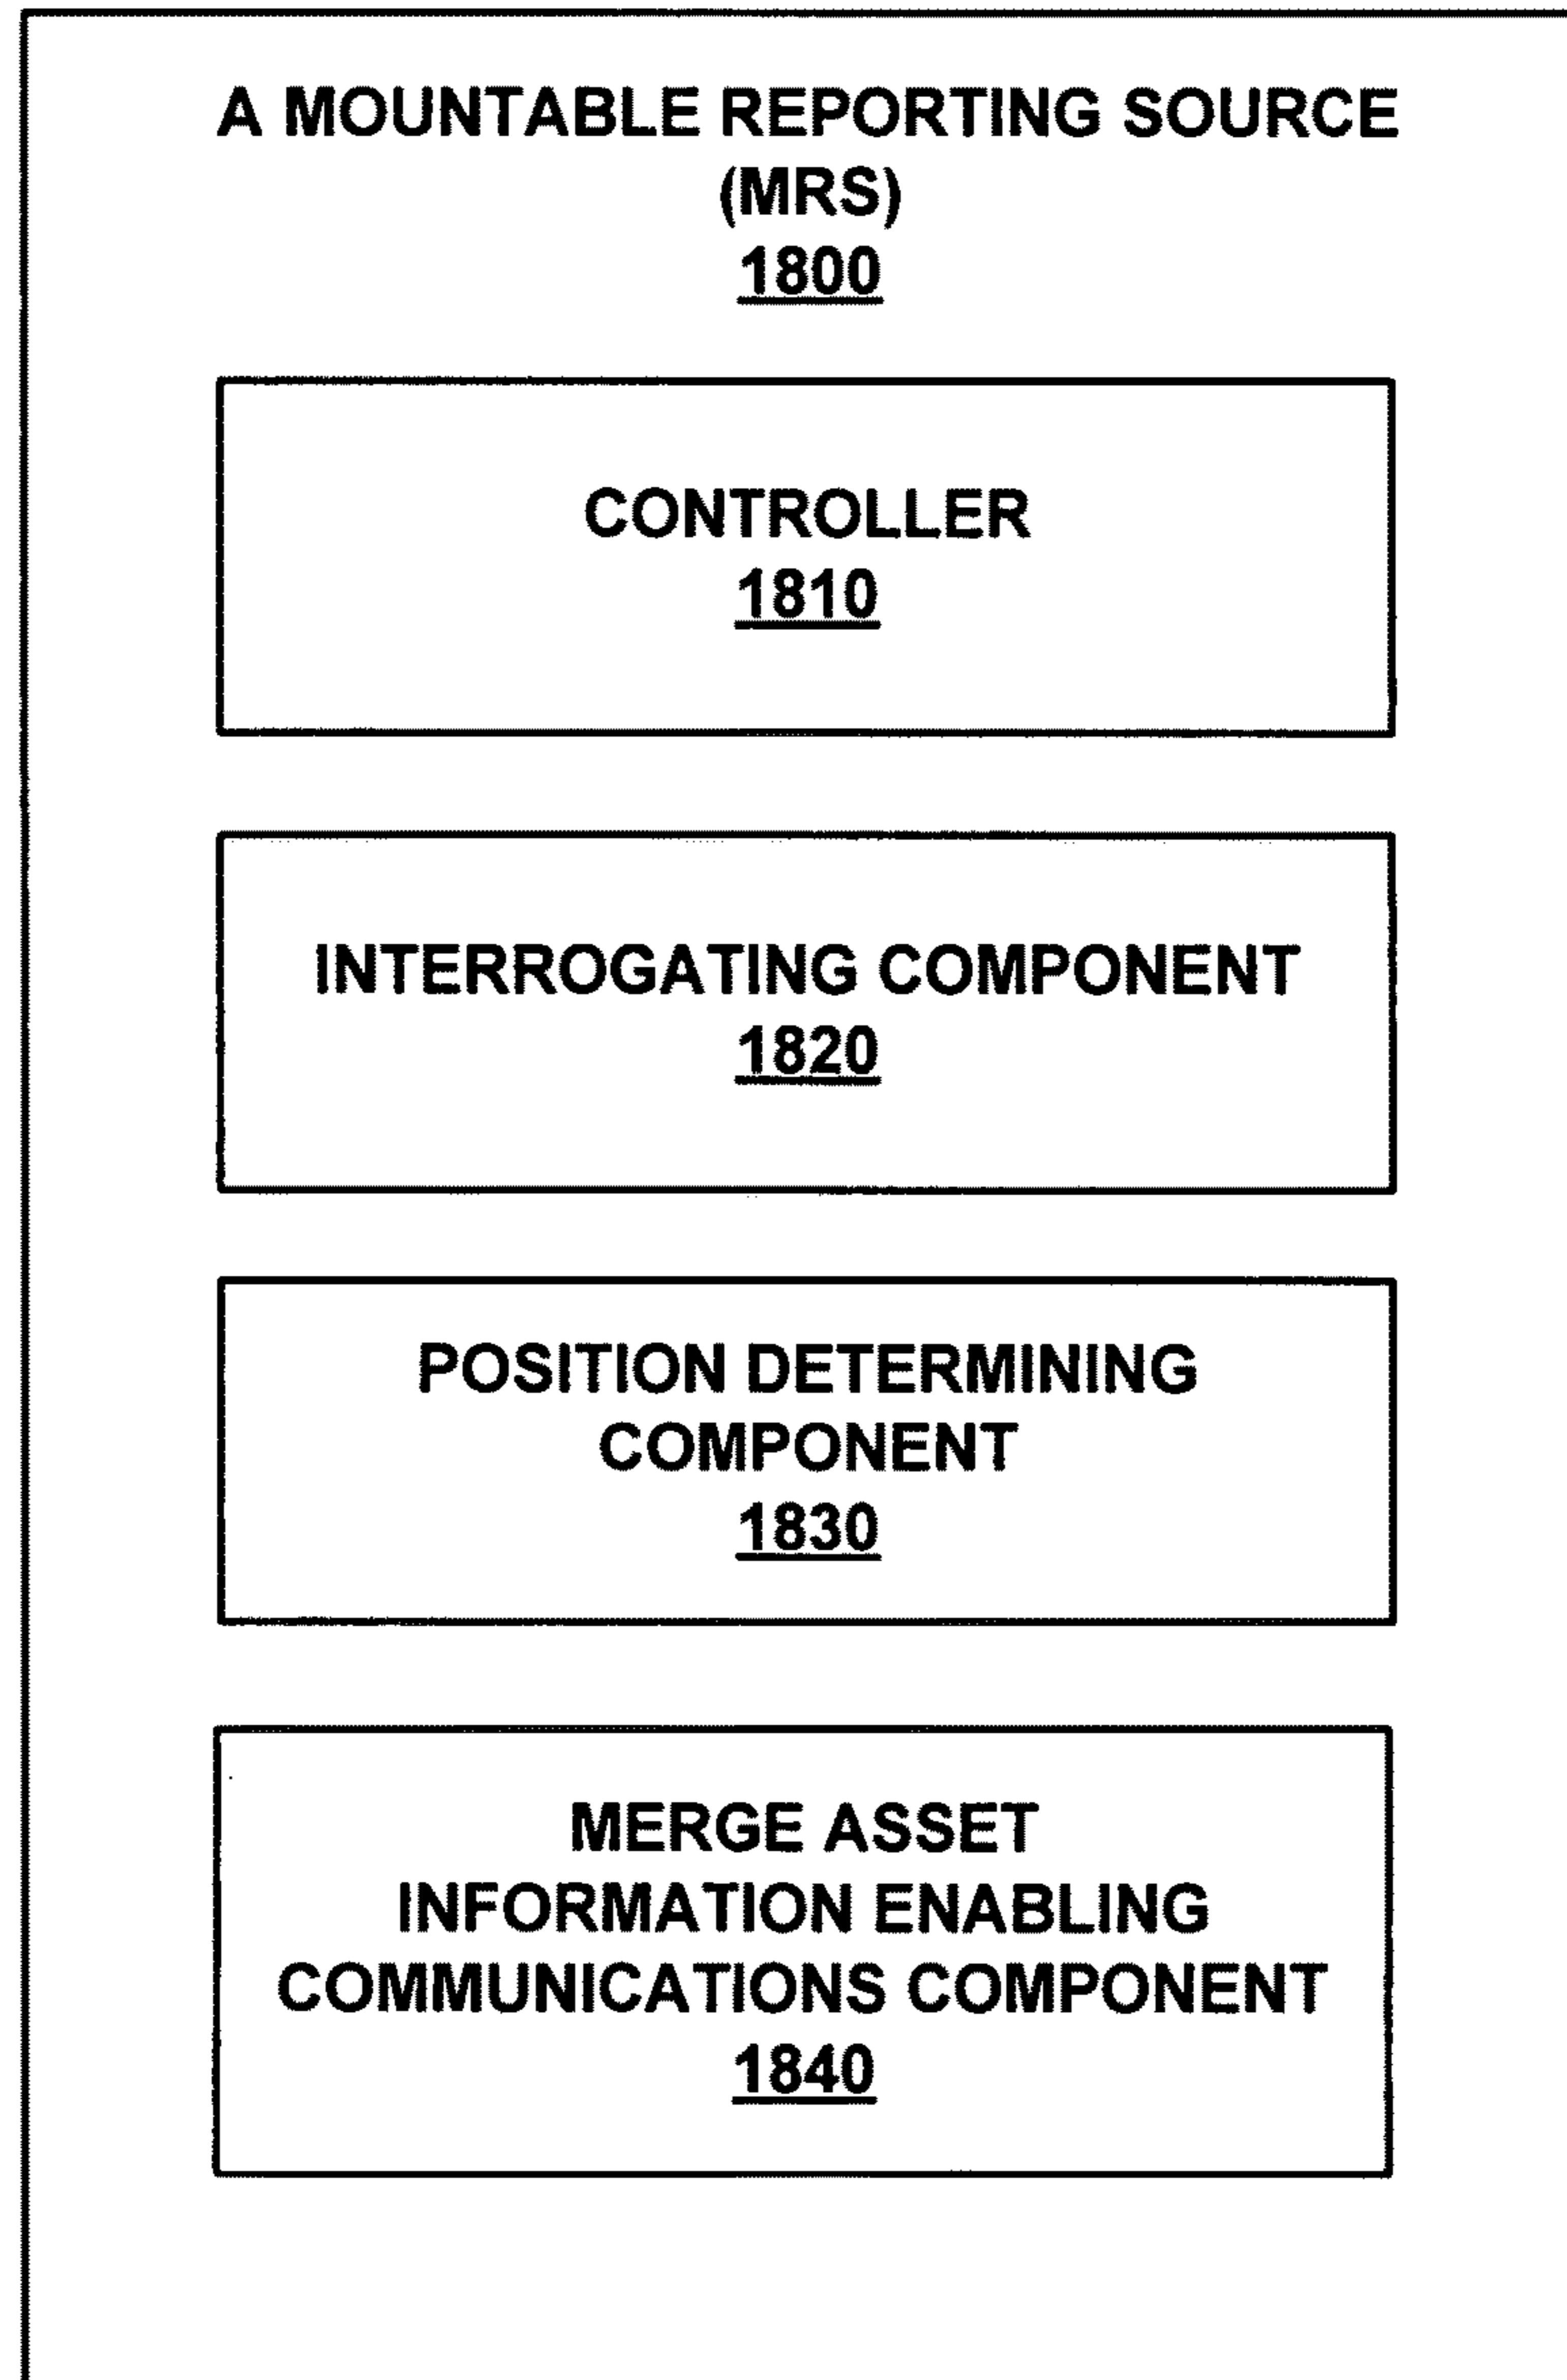 A MOUNTABLE REPORTING SOURCE
(MRS)
1800
CONTROLLER
1810
INTERROGATING COMPONENT
1820
POSITION DETERMINING
COMPONENT
1830
MERGE ASSET
INFORMATION ENABLING
COMMUNICATIONS COMPONENT
1840